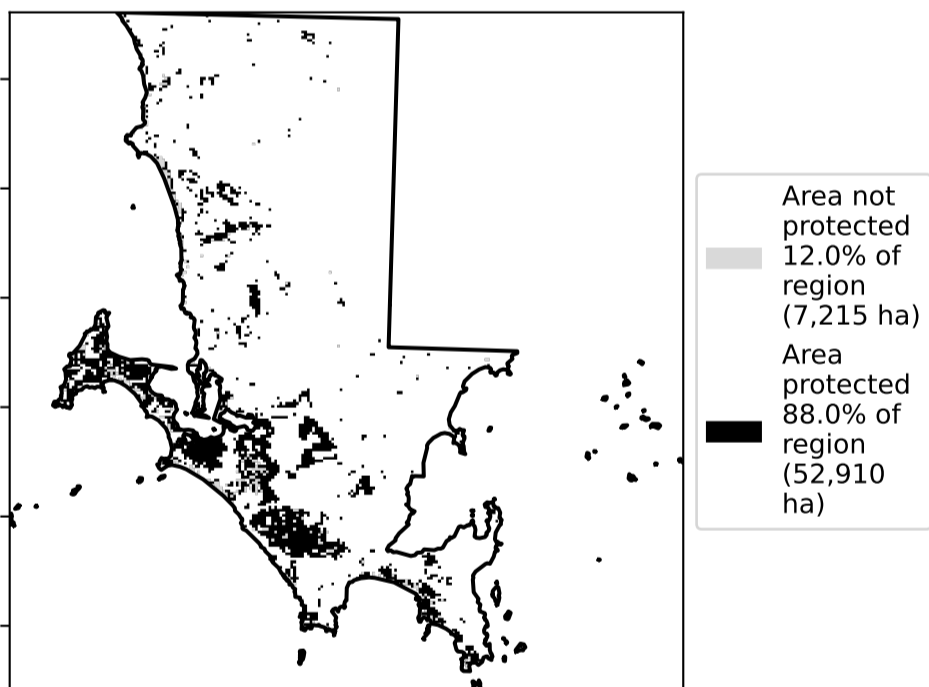 Area not
protected
12.0% of
region
(7,215 ha)
Area
protected
88.0% of
region
(52,910
ha)